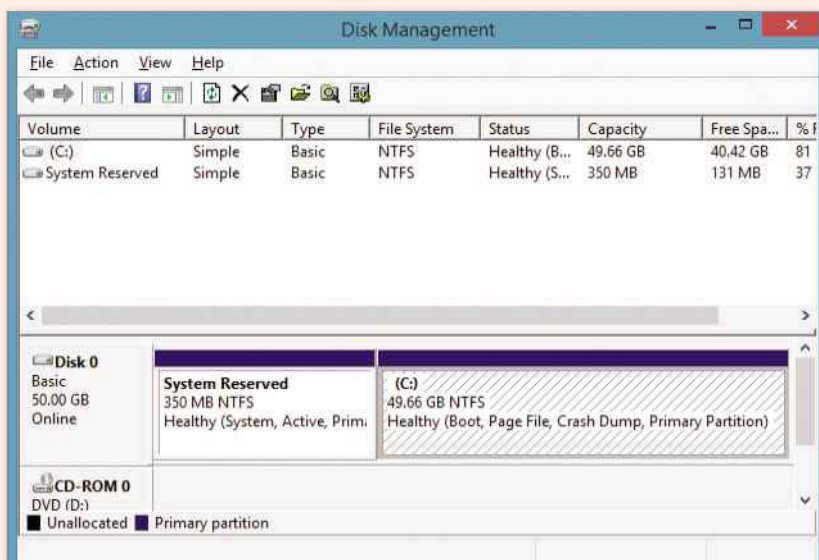 Disk Management
File Action View Help
Volume Layout Type File System Status Capacity Free Spa... % F
(C:) Simple Basic NTFS Healthy (B... 49.66 GB 40.42 GB 81
System Reserved Simple Basic NTFS Healthy (S... 350 MB 131 MB 37
Disk 0
Basic
50.00 GB
Online
System Reserved
350 MB NTFS
Healthy (System, Active, Prima
(C:)
49.66 GB NTFS
Healthy (Boot, Page File, Crash Dump, Primary Partition)
CD-ROM 0
DVD (D:)
Unallocated Primary partition